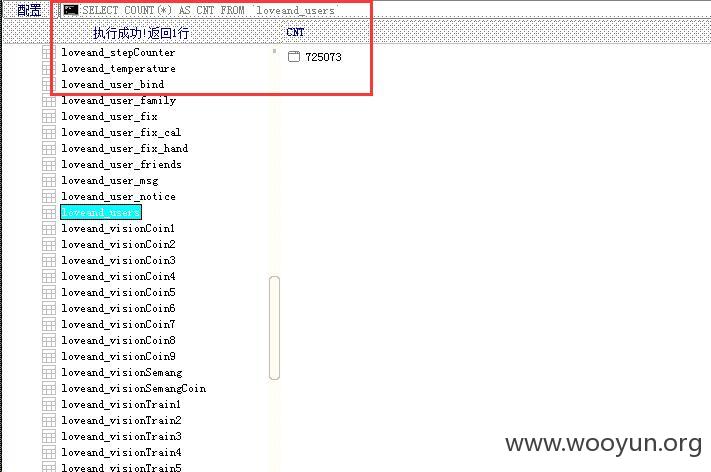 配置
SELECT COUNT(*) AS CNT FROM `loveand_users`
执行成功!返回1行
CNT
loveand_stepCounter
725073
loveand_temperature
loveand_user_bind
loveand_user_family
loveand_user_fix
loveand_user_fix_cal
loveand_user_fix_hand
loveand_user_friends
loveand_user_msg
loveand_user_notice
loveand_users
loveand_visionCoin1
loveand_visionCoin2
loveand_visionCoin3
loveand_visionCoin4
loveand_visionCoin5
loveand_visionCoin6
loveand_visionCoin7
loveand_visionCoin8
loveand_visionCoin9
loveand_visionSemang
loveand_visionSemangCoin
loveand_visionTrain1
loveand_visionTrain2
loveand_visionTrain3
loveand_visionTrain4
loveand_visionTrain5
www.wooyun.org